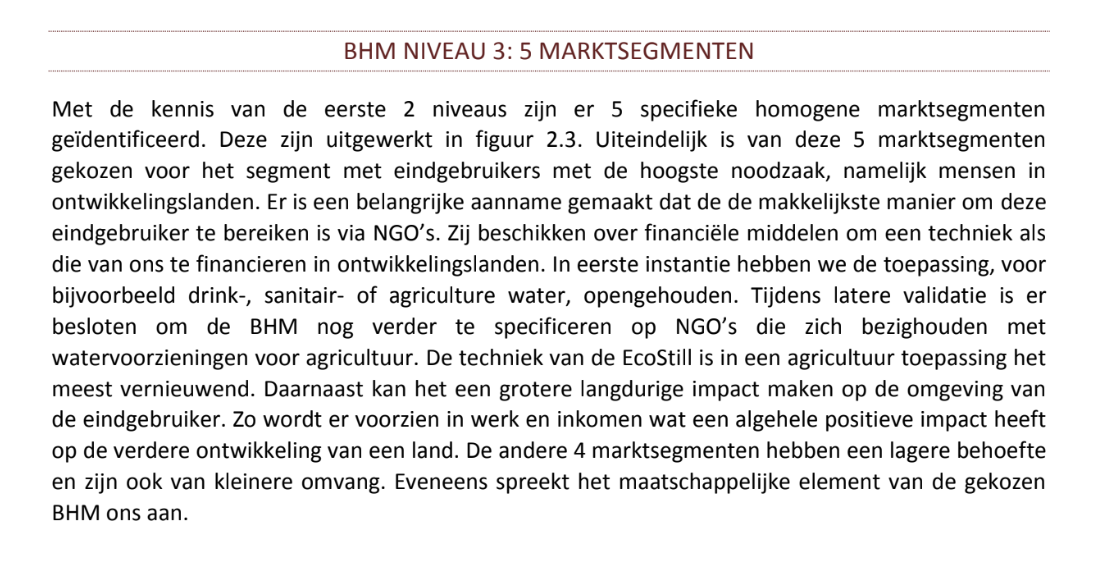 BHM NIVEAU 3: 5 MARKTSEGMENTEN
Met de kennis van de eerste 2 niveaus zijn er 5 specifieke homogene marktsegmenten
geïdentificeerd. Deze zijn uitgewerkt in figuur 2.3. Uiteindelijk is van deze 5 marktsegmenten
gekozen voor het segment met eindgebruikers met de hoogste noodzaak, namelijk mensen in
ontwikkelingslanden. Er is een belangrijke aanname gemaakt dat de de makkelijkste manier om deze
eindgebruiker te bereiken is via NGO’s. Zij beschikken over financiële middelen om een techniek als
die van ons te financieren in ontwikkelingslanden. In eerste instantie hebben we de toepassing, voor
bijvoorbeeld drink-, sanitair- of agriculture water, opengehouden. Tijdens latere validatie is er
besloten om de BHM nog verder te specificeren op NGO’s die zich bezighouden met
watervoorzieningen voor agricultuur. De techniek van de EcoStill is in een agricultuur toepassing het
meest vernieuwend. Daarnaast kan het een grotere langdurige impact maken op de omgeving van
de eindgebruiker. Zo wordt er voorzien in werk en inkomen wat een algehele positieve impact heeft
op de verdere ontwikkeling van een land. De andere 4 marktsegmenten hebben een lagere behoefte
en zijn ook van kleinere omvang. Eveneens spreekt het maatschappelijke element van de gekozen
BHM ons aan.